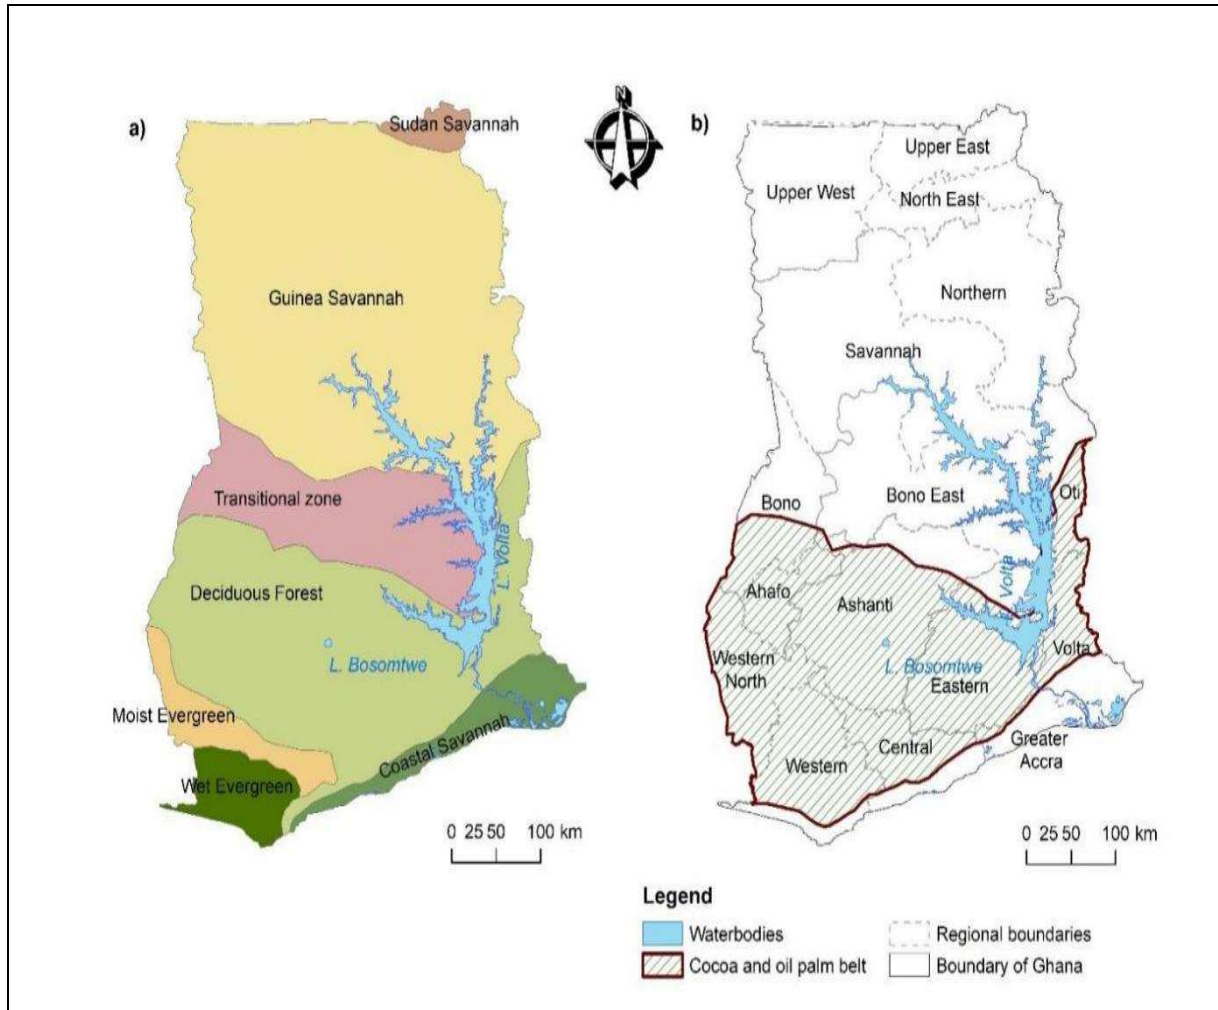 N
a)
Sudan Savannah
Guinea Savannah
Transitional zone
L. Volta
Deciduous Forest
L. Bosomtwe
Moist Evergreen
Coastal Savannah
Wet Evergreen
0 25 50 100 km
b)
Upper East
Upper West
North East
Northern
Savannah
Bono
Bono East
Oti
Volta
Ahafo
Ashanti
Western
North
L. Bosomtwe
Eastern
Volta
Central
Western
Greater
Accra
0 25 50 100 km
Legend
Waterbodies
Regional boundaries
Cocoa and oil palm belt
Boundary of Ghana